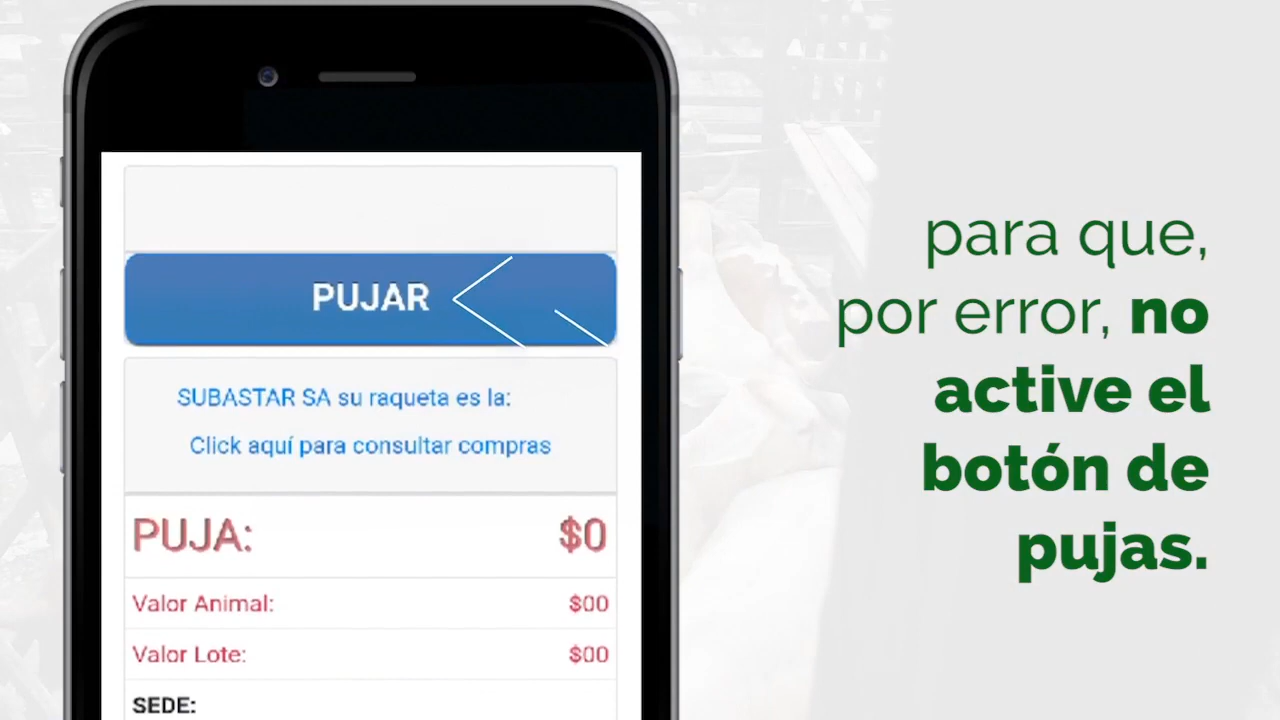 PUJAR
SUBASTAR SA su raqueta es la:
Click aquí para consultar compras
PUJA: $0
Valor Animal: $00
Valor Lote: $00
SEDE:
para que,
por error, no
active el
botón de
pujas.